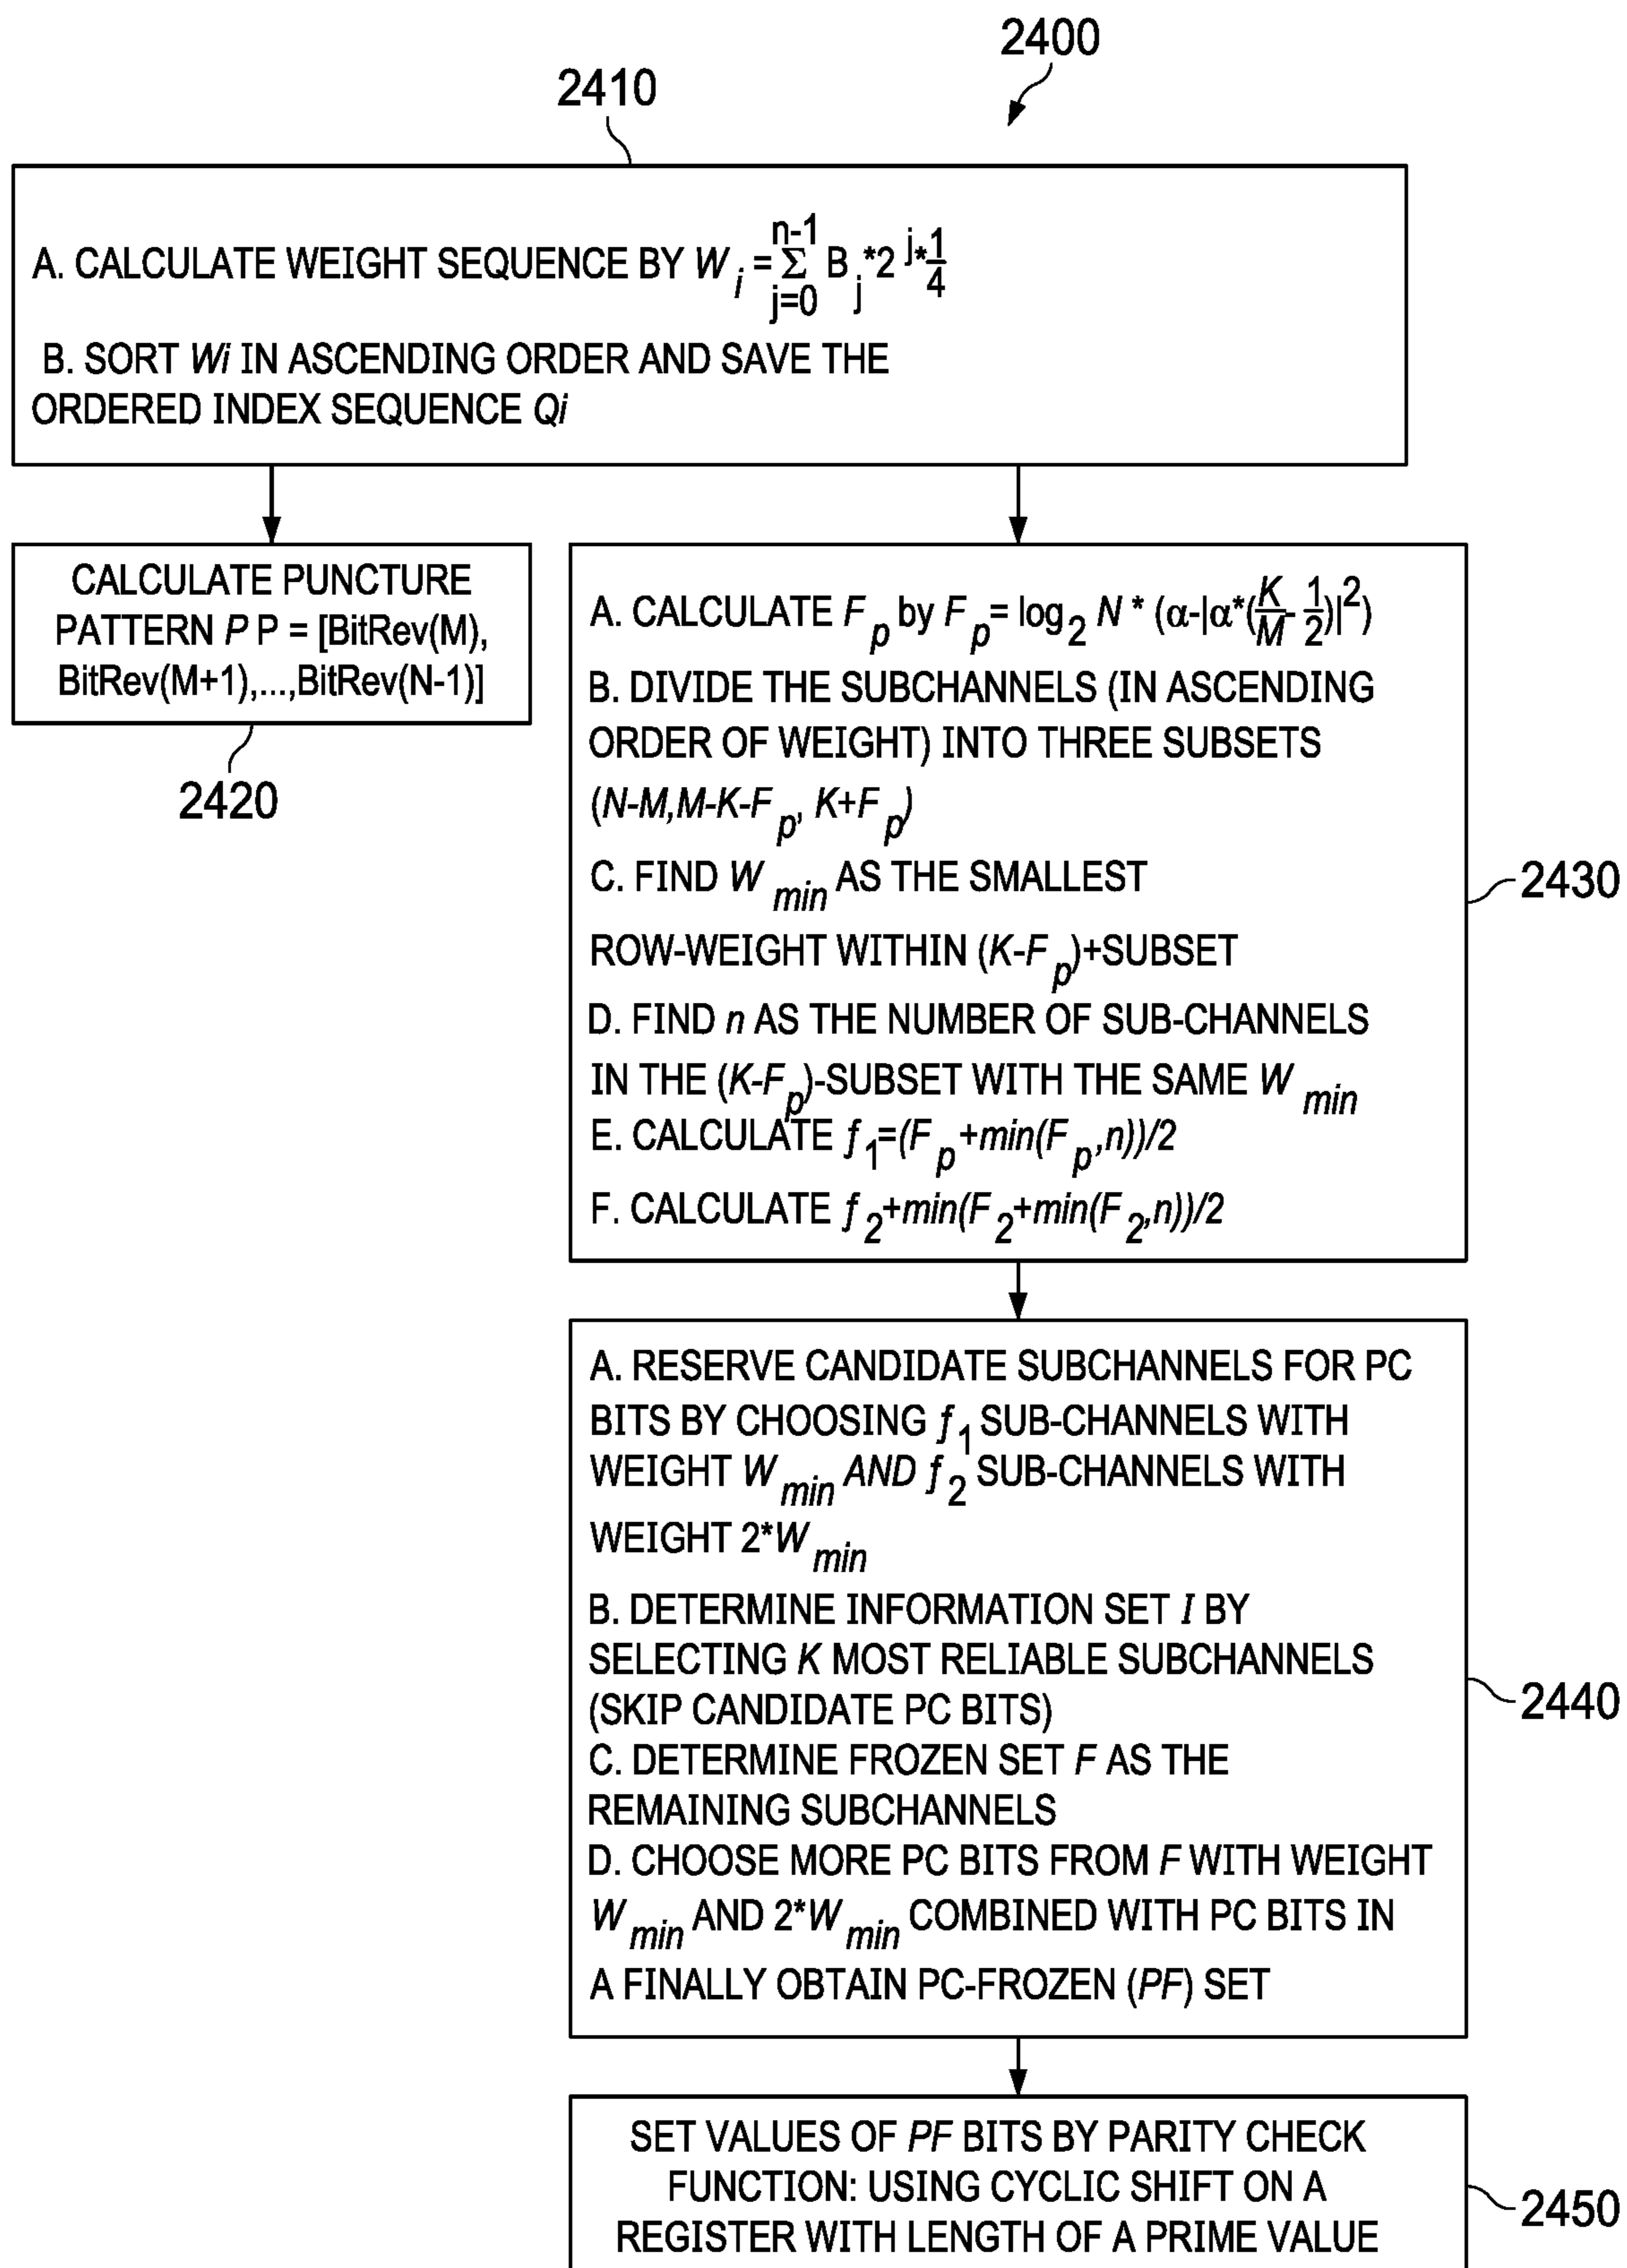 2400
2410
A. CALCULATE WEIGHT SEQUENCE BY W_i = \sum_{j=0}^{n-1} B_j*2^{j*\frac{1}{4}}
B. SORT Wi IN ASCENDING ORDER AND SAVE THE
ORDERED INDEX SEQUENCE Qi
CALCULATE PUNCTURE
PATTERN P P = [BitRev(M),
BitRev(M+1),...,BitRev(N-1)]
2420
A. CALCULATE F_p by F_p= log_2 N * (α-|α*(\frac{K}{M}-\frac{1}{2})|^2)
B. DIVIDE THE SUBCHANNELS (IN ASCENDING
ORDER OF WEIGHT) INTO THREE SUBSETS
(N-M,M-K-F_p, K+F_p)
C. FIND W_min AS THE SMALLEST
ROW-WEIGHT WITHIN (K-F_p)+SUBSET
D. FIND n AS THE NUMBER OF SUB-CHANNELS
IN THE (K-F_p)-SUBSET WITH THE SAME W_min
E. CALCULATE f_1=(F_p+min(F_p,n))/2
F. CALCULATE f_2+min(F_2+min(F_2,n))/2
2430
A. RESERVE CANDIDATE SUBCHANNELS FOR PC
BITS BY CHOOSING f_1 SUB-CHANNELS WITH
WEIGHT W_min AND f_2 SUB-CHANNELS WITH
WEIGHT 2*W_min
B. DETERMINE INFORMATION SET I BY
SELECTING K MOST RELIABLE SUBCHANNELS
(SKIP CANDIDATE PC BITS)
C. DETERMINE FROZEN SET F AS THE
REMAINING SUBCHANNELS
D. CHOOSE MORE PC BITS FROM F WITH WEIGHT
W_min AND 2*W_min COMBINED WITH PC BITS IN
A FINALLY OBTAIN PC-FROZEN (PF) SET
2440
SET VALUES OF PF BITS BY PARITY CHECK
FUNCTION: USING CYCLIC SHIFT ON A
REGISTER WITH LENGTH OF A PRIME VALUE
2450